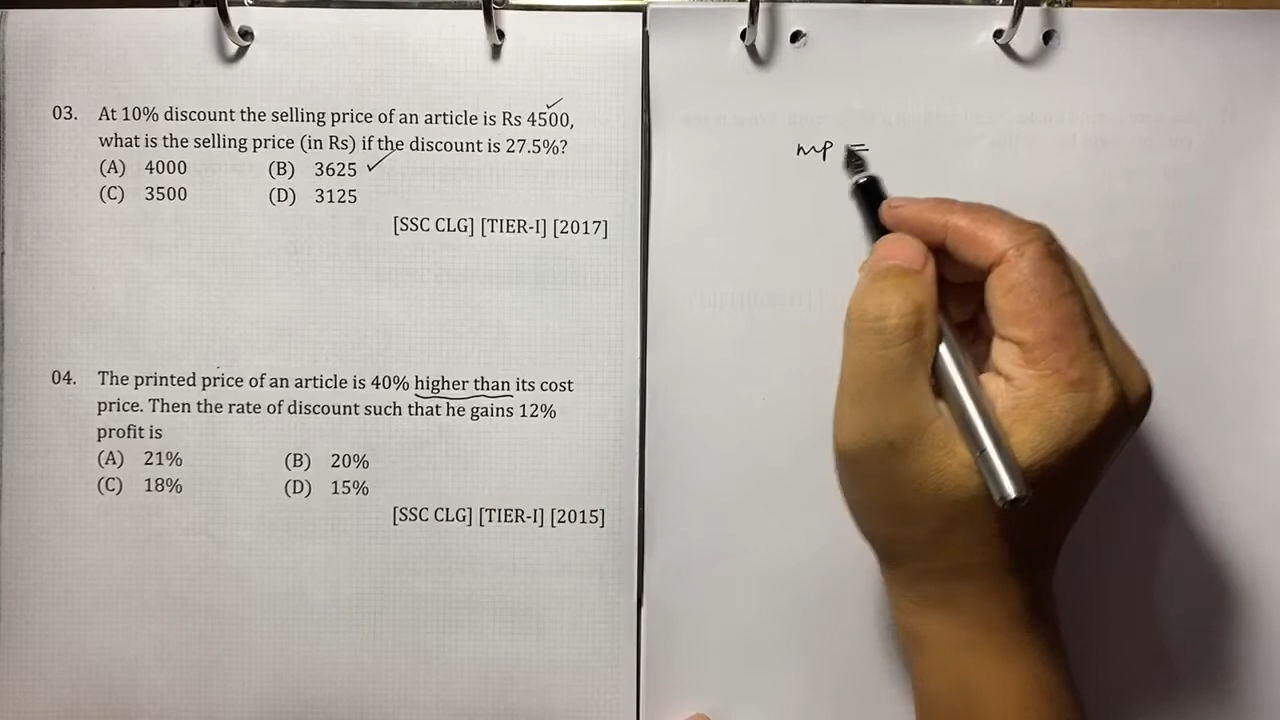 03. At 10% discount the selling price of an article is Rs 4500,
what is the selling price (in Rs) if the discount is 27.5%?
(A) 4000 (B) 3625
(C) 3500 (D) 3125
[SSC CLG] [TIER-I] [2017]
04. The printed price of an article is 40% higher than its cost
price. Then the rate of discount such that he gains 12%
profit is
(A) 21% (B) 20%
(C) 18% (D) 15%
[SSC CLG] [TIER-I] [2015]
mp =